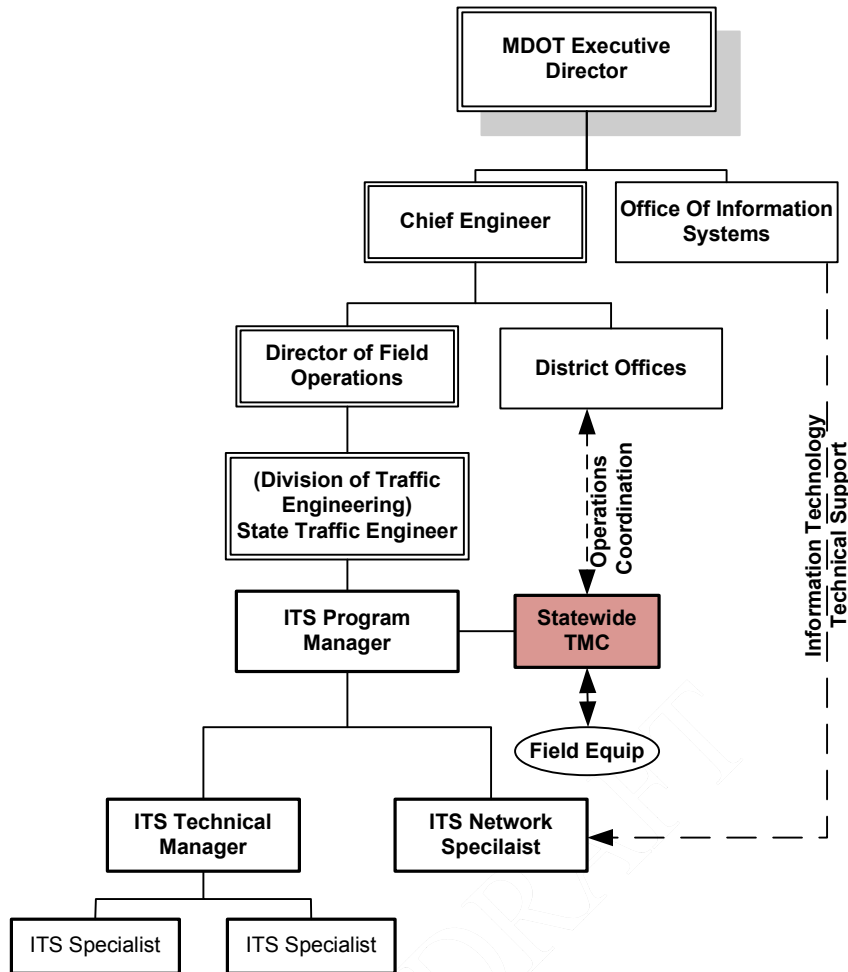 MDOT Executive
Director
Chief Engineer
Office Of Information
Systems
Director of Field
Operations
District Offices
(Division of Traffic
Engineering)
State Traffic Engineer
Operations
Coordination
Information Technology
Technical Support
ITS Program
Manager
Statewide
TMC
Field Equip
ITS Technical
Manager
ITS Network
Specilaist
ITS Specialist
ITS Specialist
DRAFT